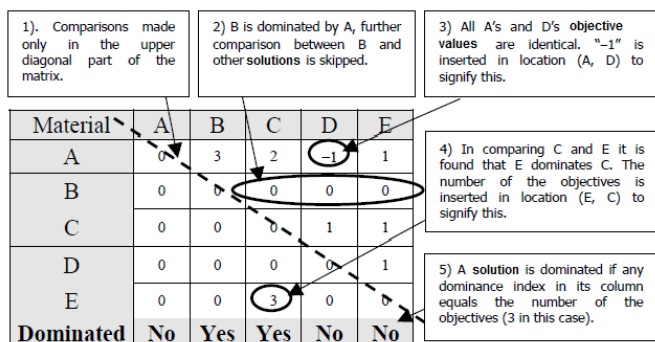 1). Comparisons made
only in the upper
diagonal part of the
matrix.
2) B is dominated by A, further
comparison between B and
other solutions is skipped.
3) All A's and D's objective
values are identical. "–1" is
inserted in location (A, D) to
signify this.
Material A B C D E
A 0 3 2 –1 1
B 0 0 0 0 0
C 0 0 0 1 1
D 0 0 0 0 1
E 0 0 3 0 0
Dominated No Yes Yes No No
4) In comparing C and E it is
found that E dominates C. The
number of the objectives is
inserted in location (E, C) to
signify this.
5) A solution is dominated if any
dominance index in its column
equals the number of the
objectives (3 in this case).